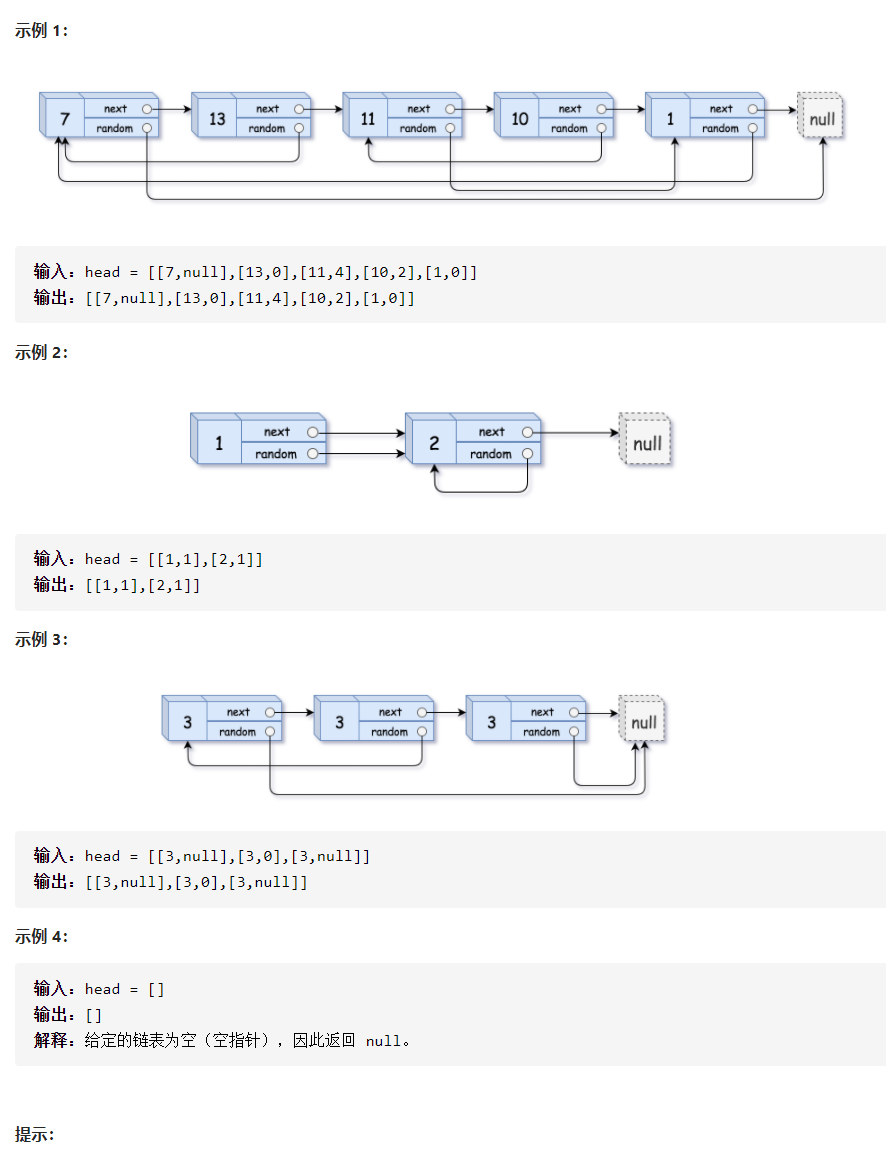 示例 1：
7 next random 13 next random 11 next random 10 next random 1 next random null
输入：head = [[7,null],[13,0],[11,4],[10,2],[1,0]]
输出：[[7,null],[13,0],[11,4],[10,2],[1,0]]
示例 2：
1 next random 2 next random null
输入：head = [[1,1],[2,1]]
输出：[[1,1],[2,1]]
示例 3：
3 next random 3 next random 3 next random null
输入：head = [[3,null],[3,0],[3,null]]
输出：[[3,null],[3,0],[3,null]]
示例 4：
输入：head = []
输出：[]
解释：给定的链表为空（空指针），因此返回 null。
提示：